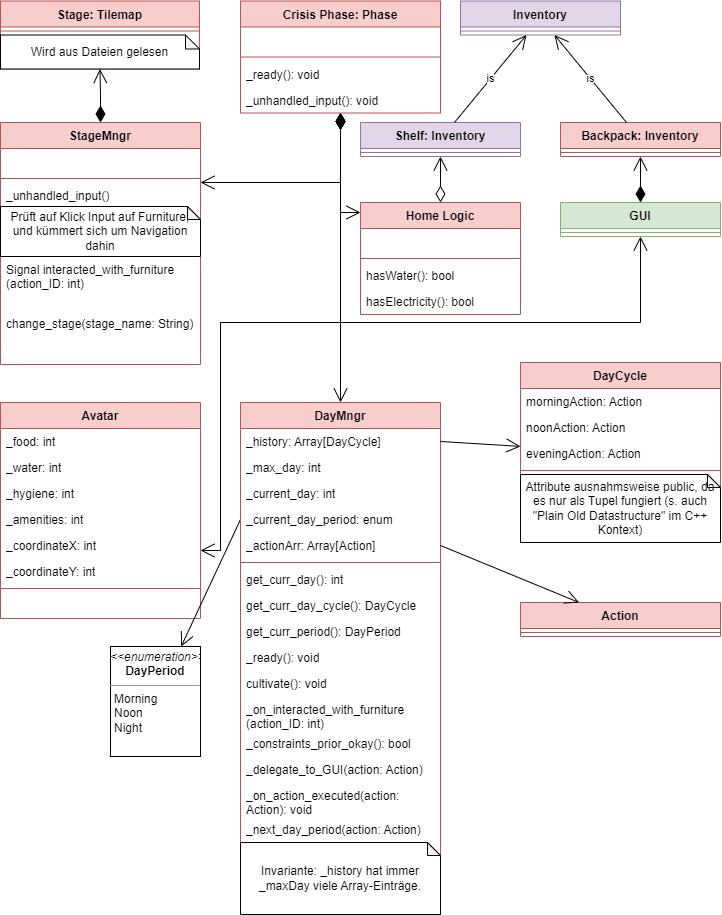 Stage: Tilemap
Wird aus Dateien gelesen
Crisis Phase: Phase
_ready(): void
_unhandled_input(): void
Inventory
is
is
StageMngr
_unhandled_input()
Prüft auf Klick Input auf Furniture
und kümmert sich um Navigation
dahin
Signal interacted_with_furniture
(action_ID: int)
change_stage(stage_name: String)
Shelf: Inventory
Backpack: Inventory
Home Logic
hasWater(): bool
hasElectricity(): bool
GUI
Avatar
_food: int
_water: int
_hygiene: int
_amenities: int
_coordinateX: int
_coordinateY: int
DayMngr
_history: Array[DayCycle]
_max_day: int
_current_day: int
_current_day_period: enum
_actionArr: Array[Action]
get_curr_day(): int
get_curr_day_cycle(): DayCycle
get_curr_period(): DayPeriod
_ready(): void
cultivate(): void
_on_interacted_with_furniture
(action_ID: int)
_constraints_prior_okay(): bool
_delegate_to_GUI(action: Action)
_on_action_executed(action:
Action): void
_next_day_period(action: Action)
Invariante: _history hat immer
_maxDay viele Array-Einträge.
DayCycle
morningAction: Action
noonAction: Action
eveningAction: Action
Attribute ausnahmsweise public, da
es nur als Tupel fungiert (s. auch
"Plain Old Datastructure" im C++
Kontext)
Action
<<enumeration>>
DayPeriod
Morning
Noon
Night